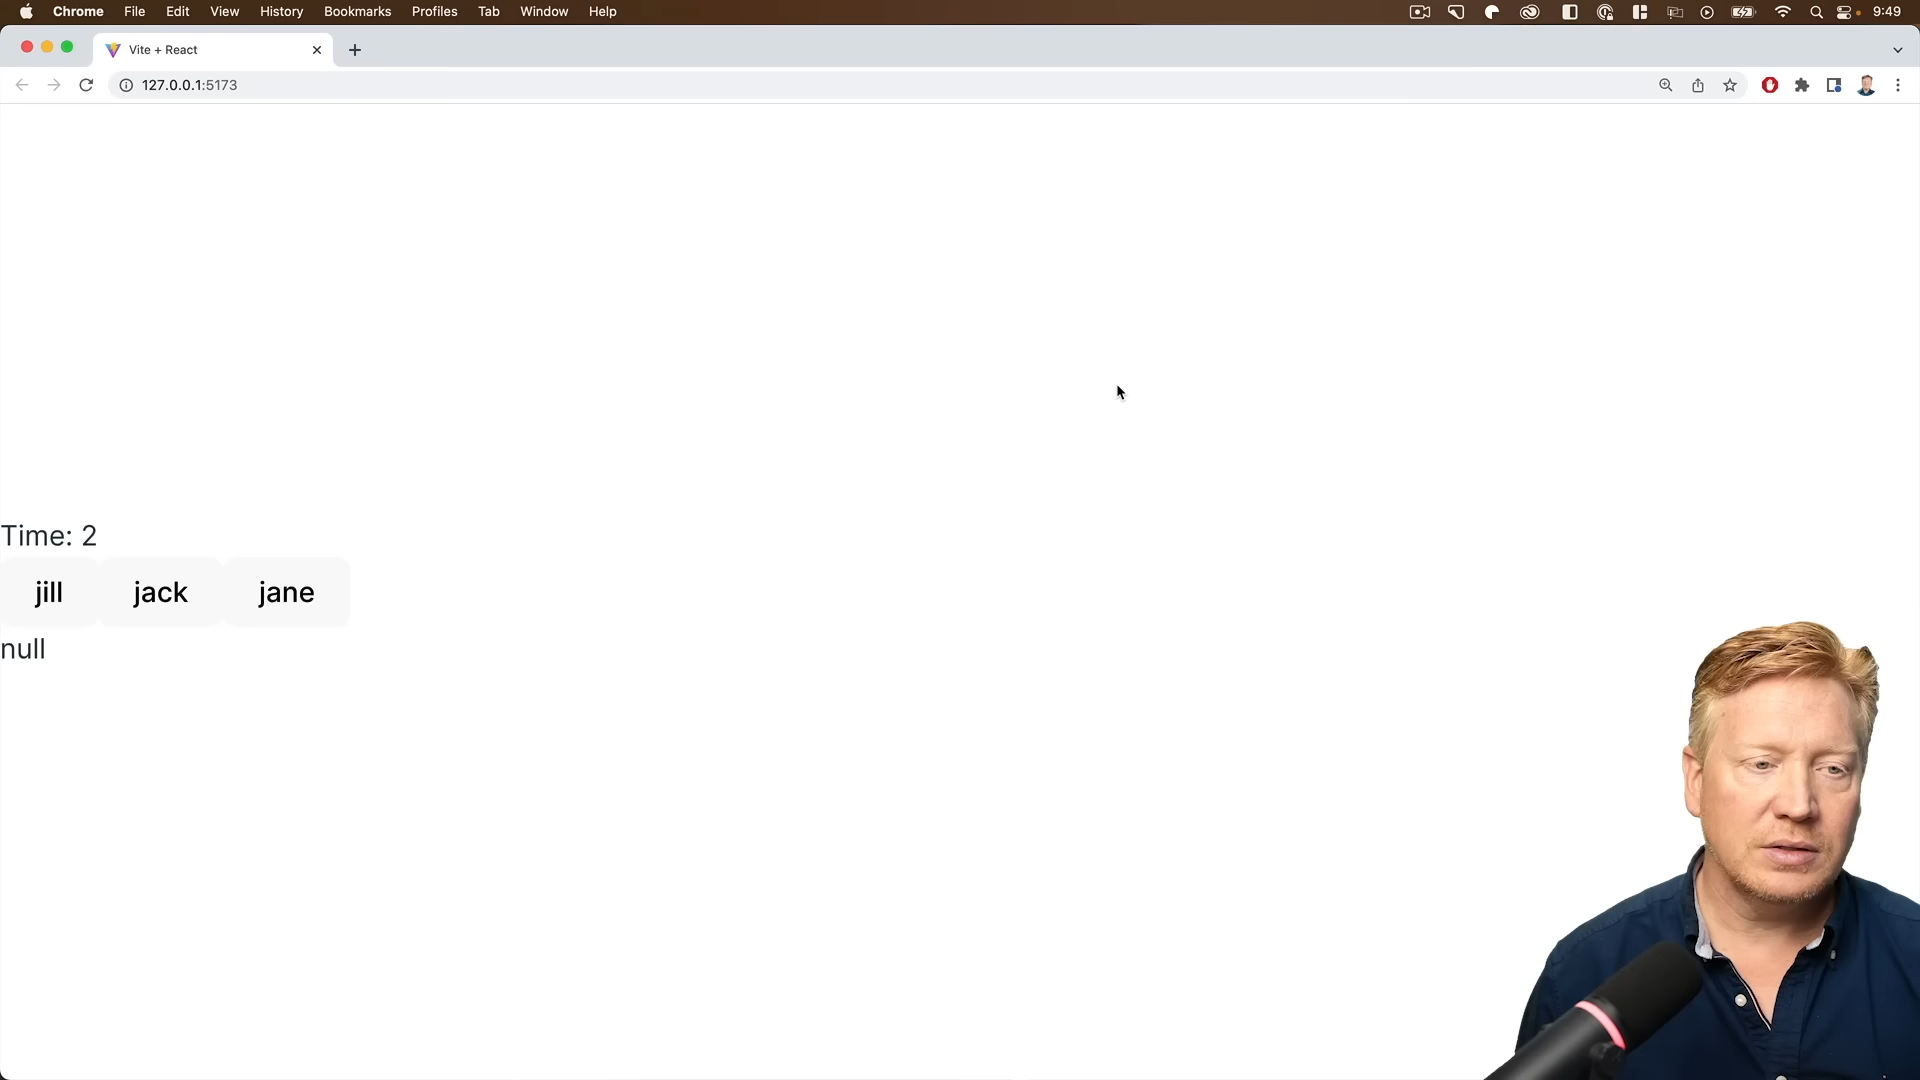 Chrome File Edit View History Bookmarks Profiles Tab Window Help 9:49
Vite + React
127.0.0.1:5173
Time: 2
jill jack jane
null